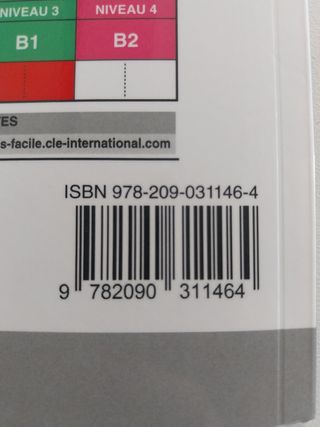 NIVEAU 3 NIVEAU 4
B1 B2
s-facile.cle-international.com
ISBN 978-209-031146-4
9 782090 311464